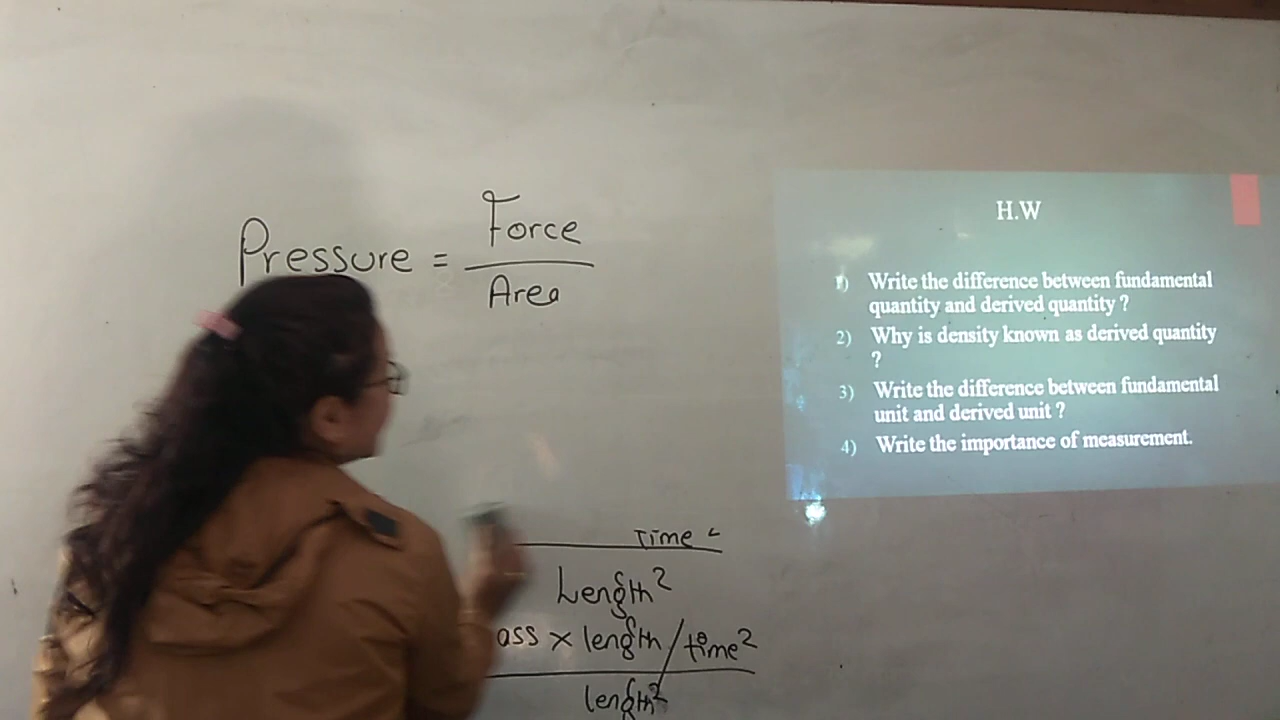 Pressure = Force
Area
Time
Length²
ass × length / time²
length²
H.W
1) Write the difference between fundamental
quantity and derived quantity ?
2) Why is density known as derived quantity
?
3) Write the difference between fundamental
unit and derived unit ?
4) Write the importance of measurement.